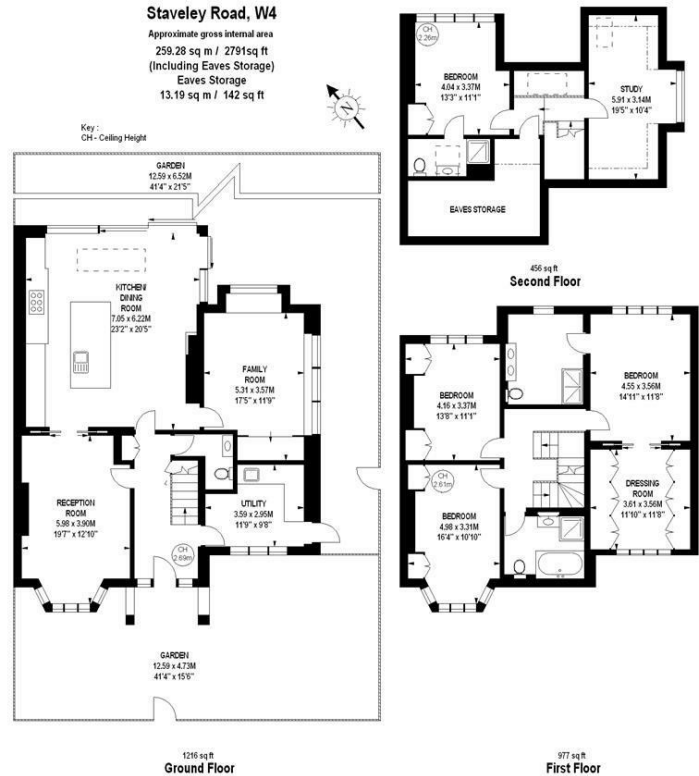 Staveley Road, W4
Approximate gross internal area
259.28 sq m / 2791sq ft
(Including Eaves Storage)
Eaves Storage
13.19 sq m / 142 sq ft
N
Key :
CH - Ceiling Height
GARDEN
12.59 x 6.52M
41'4" x 21'5"
KITCHEN/
DINING
ROOM
7.05 x 6.22M
23'2" x 20'5"
FAMILY
ROOM
5.31 x 3.57M
17'5" x 11'9"
RECEPTION
ROOM
5.98 x 3.90M
19'7" x 12'10"
UTILITY
3.59 x 2.95M
11'9" x 9'8"
CH
2.69m
GARDEN
12.59 x 4.73M
41'4" x 15'6"
1216 sq ft
Ground Floor
CH
2.26m
BEDROOM
4.04 x 3.37M
13'3" x 11'1"
STUDY
5.91 x 3.14M
19'5" x 10'4"
EAVES STORAGE
456 sq ft
Second Floor
BEDROOM
4.16 x 3.37M
13'8" x 11'1"
BEDROOM
4.55 x 3.56M
14'11" x 11'8"
CH
2.61m
BEDROOM
4.98 x 3.31M
16'4" x 10'10"
DRESSING
ROOM
3.61 x 3.56M
11'10" x 11'8"
977 sq ft
First Floor